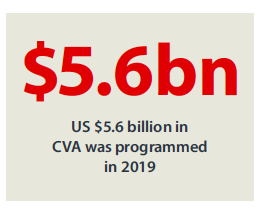 $5.6bn
US $5.6 billion in
CVA was programmed
in 2019